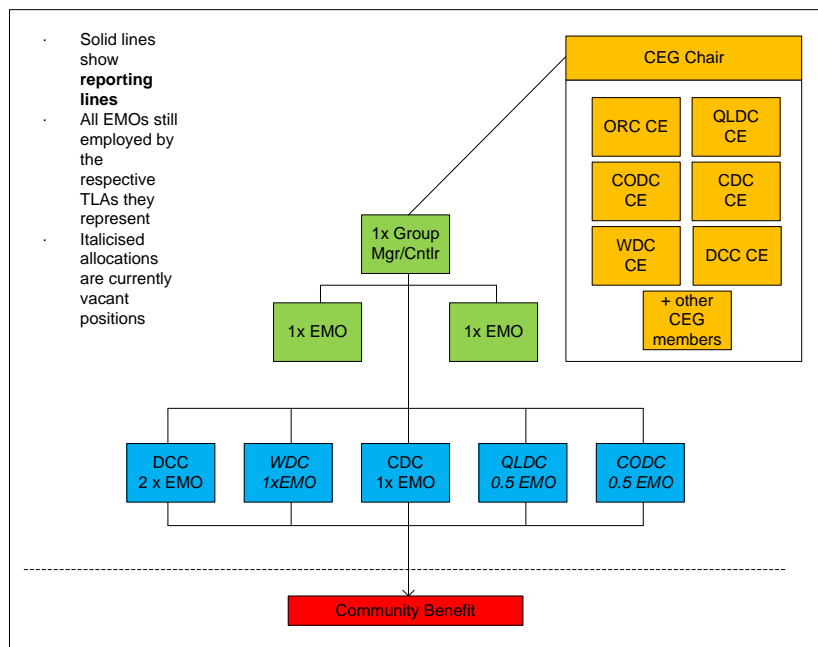 · Solid lines
show
reporting
lines
· All EMOs still
employed by
the
respective
TLAs they
represent
· Italicised
allocations
are currently
vacant
positions
CEG Chair
ORC CE
QLDC
CE
CODC
CE
CDC
CE
WDC
CE
DCC CE
+ other
CEG
members
1x Group
Mgr/Cntlr
1x EMO
1x EMO
DCC
2 x EMO
WDC
1xEMO
CDC
1x EMO
QLDC
0.5 EMO
CODC
0.5 EMO
Community Benefit